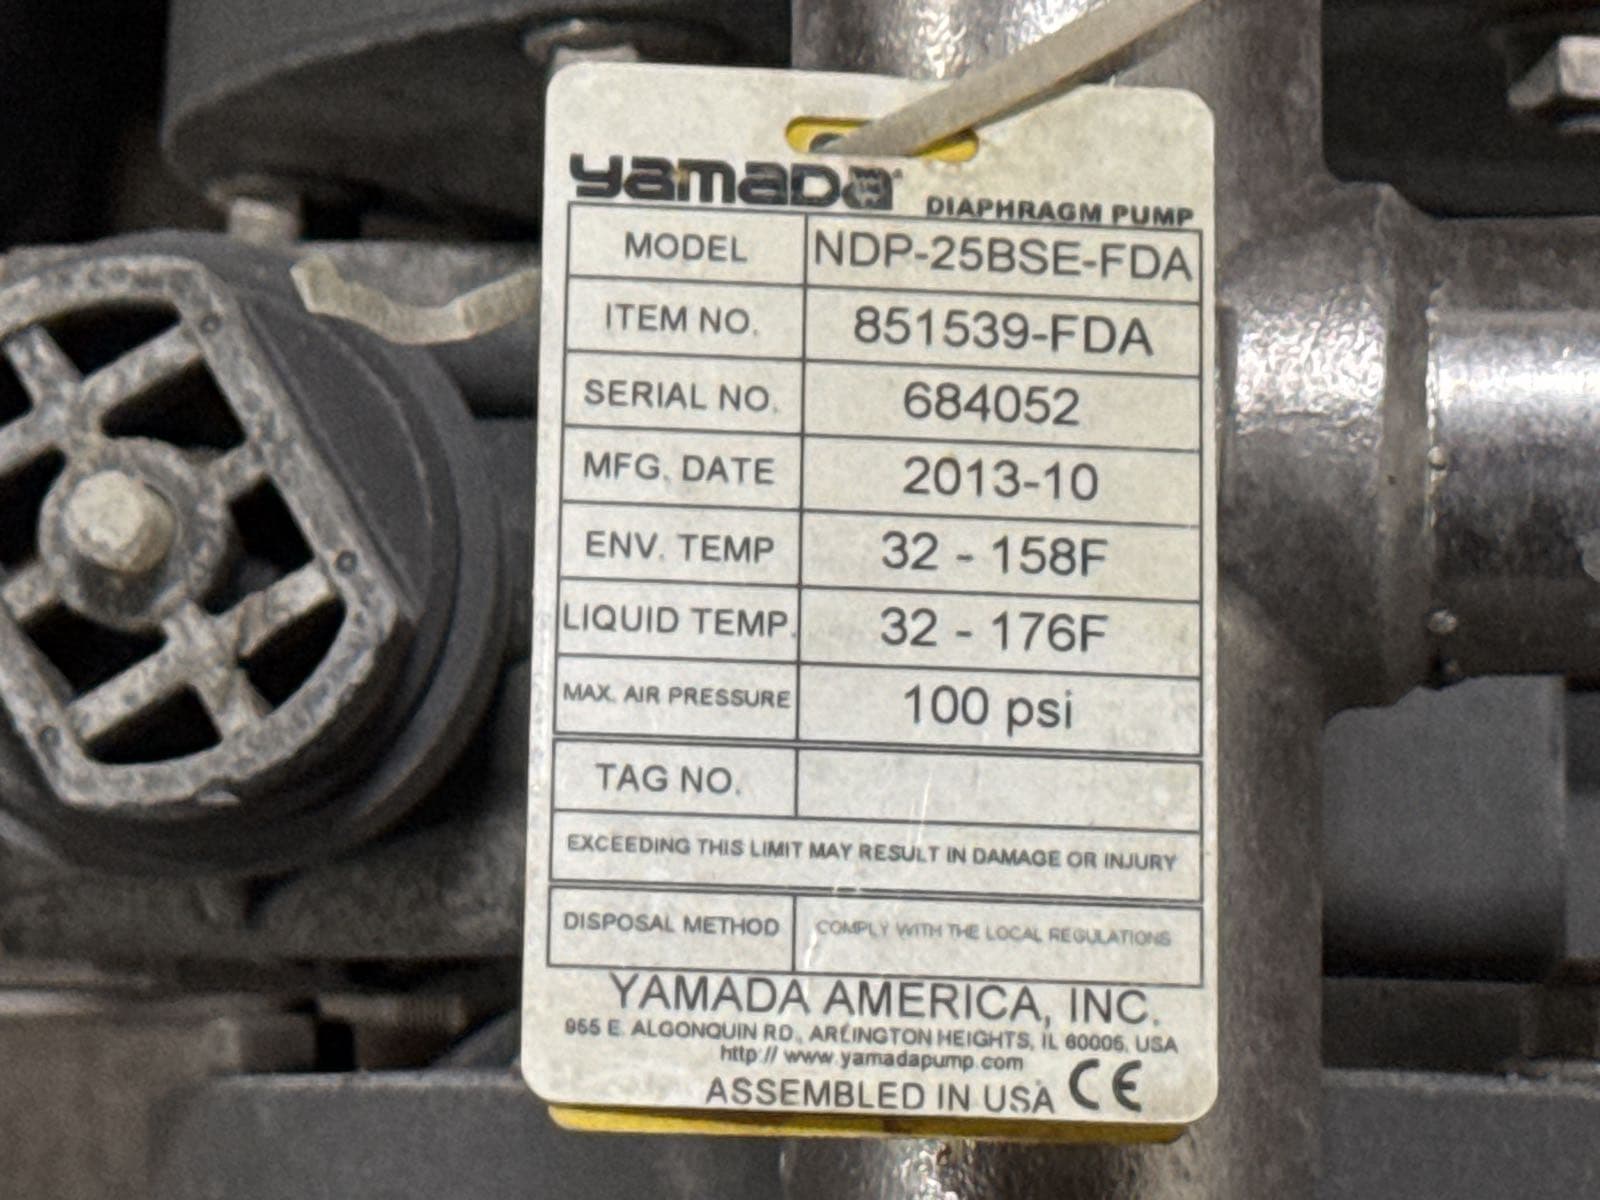 yamada DIAPHRAGM PUMP
MODEL NDP-25BSE-FDA
ITEM NO. 851539-FDA
SERIAL NO. 684052
MFG. DATE 2013-10
ENV. TEMP 32 - 158F
LIQUID TEMP. 32 - 176F
MAX. AIR PRESSURE 100 psi
TAG NO.
EXCEEDING THIS LIMIT MAY RESULT IN DAMAGE OR INJURY
DISPOSAL METHOD COMPLY WITH THE LOCAL REGULATIONS
YAMADA AMERICA, INC.
955 E. ALGONQUIN RD., ARLINGTON HEIGHTS, IL 60005, USA
http:// www.yamadapump.com
ASSEMBLED IN USA CE